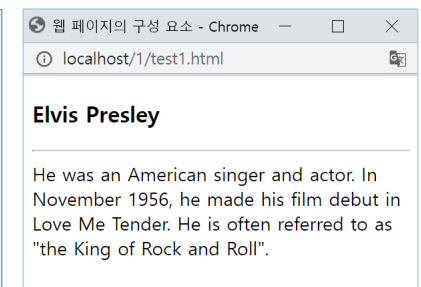 웹 페이지의 구성 요소 - Chrome
localhost/1/test1.html
Elvis Presley
He was an American singer and actor. In
November 1956, he made his film debut in
Love Me Tender. He is often referred to as
"the King of Rock and Roll".